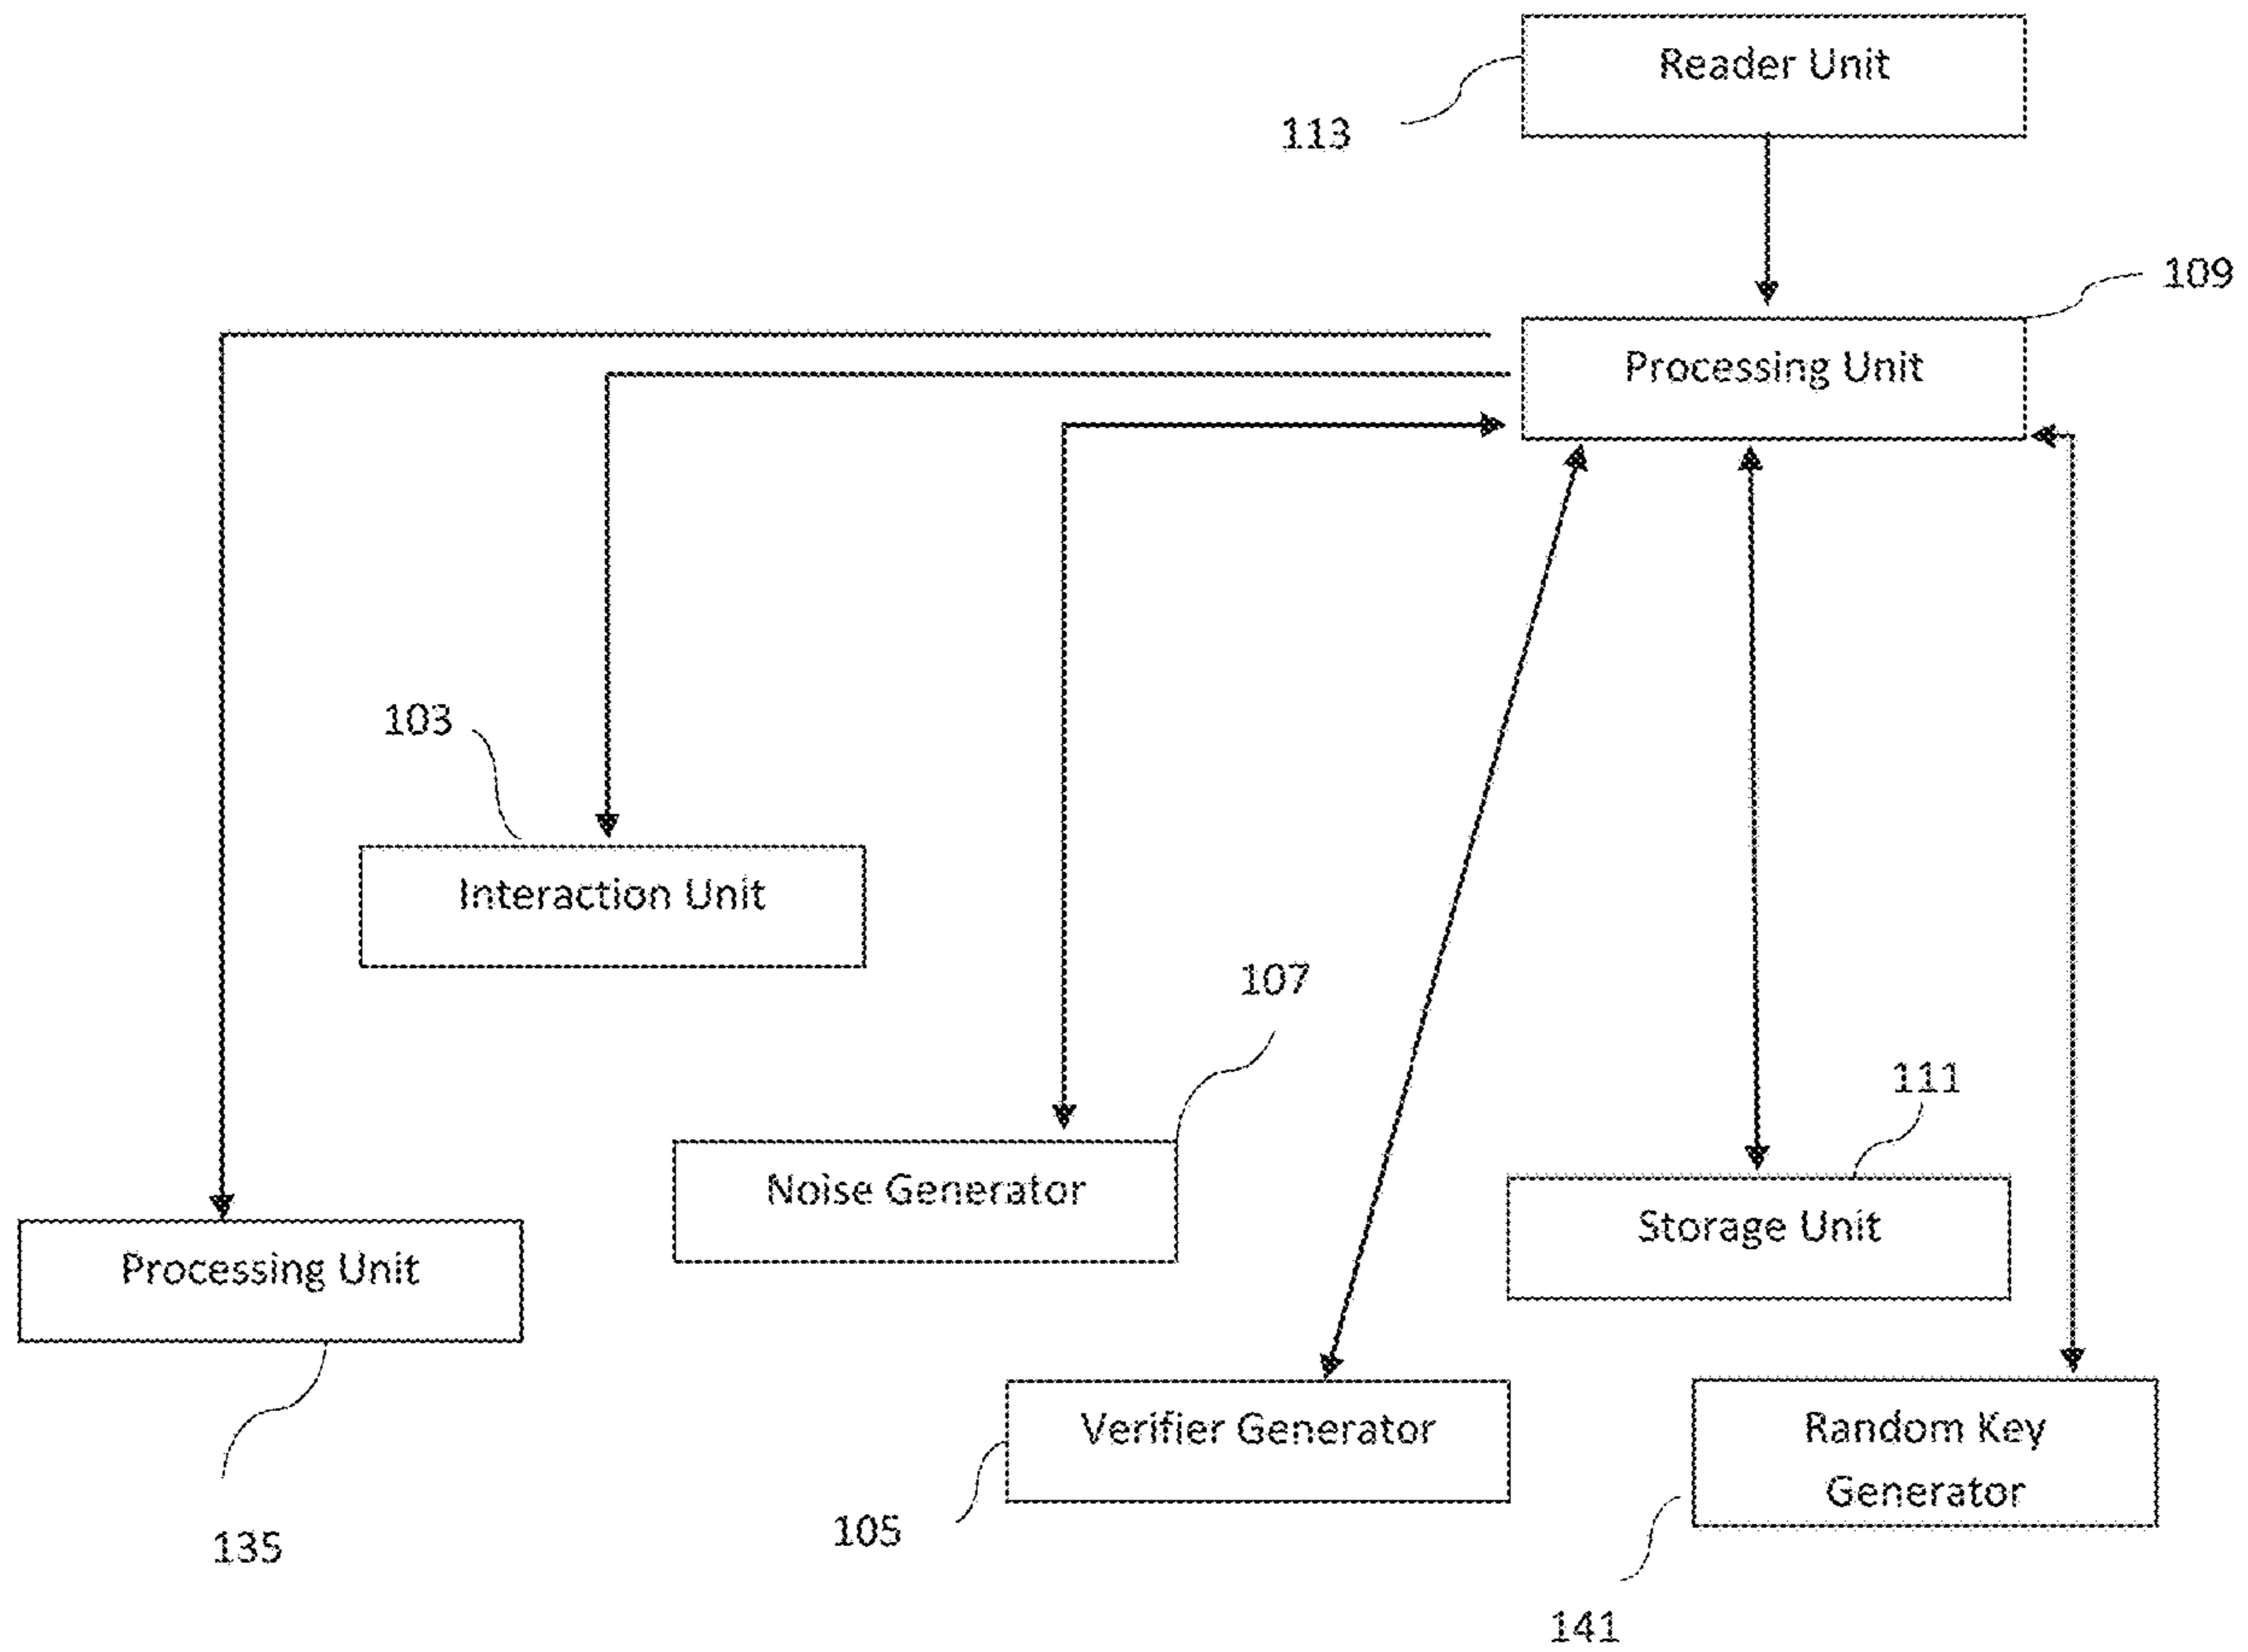 Reader Unit
113
109
Processing Unit
103
Interaction Unit
107
111
Noise Generator
Storage Unit
Processing Unit
Verifier Generator
Random Key
Generator
105
135
141